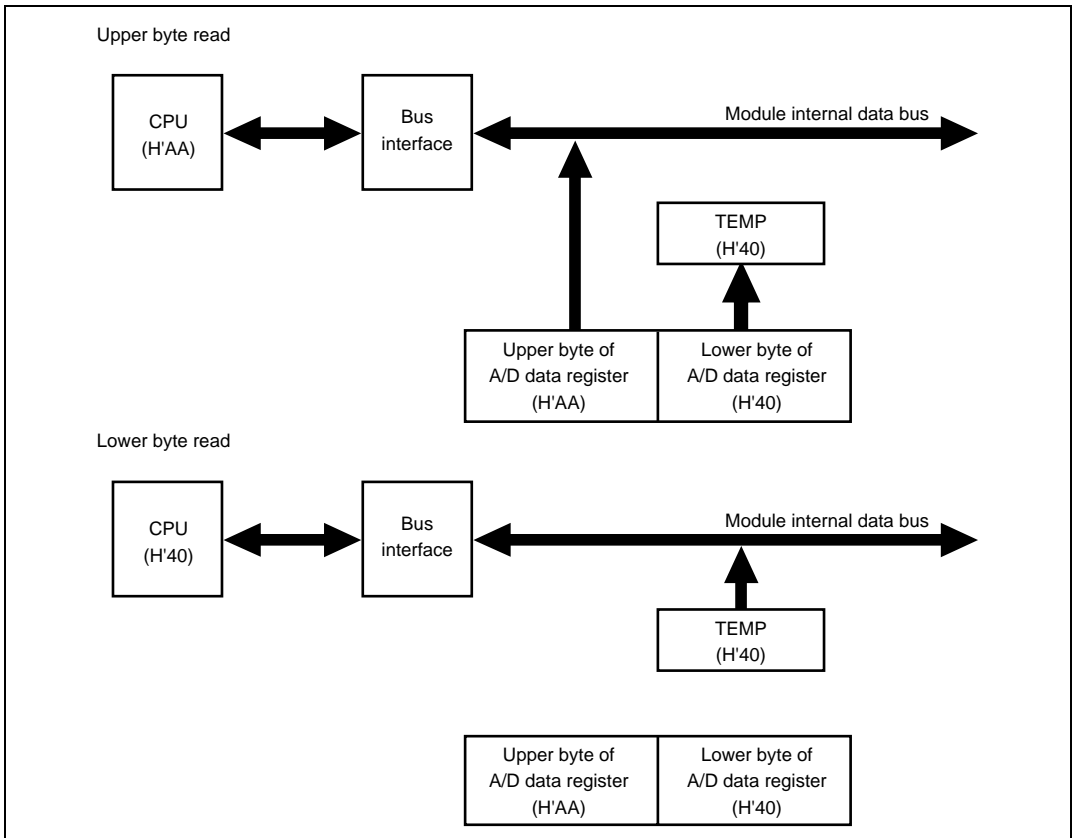 Upper byte read
CPU
(H'AA)
Bus
interface
Module internal data bus
TEMP
(H'40)
Upper byte of
A/D data register
(H'AA)
Lower byte of
A/D data register
(H'40)
Lower byte read
CPU
(H'40)
Bus
interface
Module internal data bus
TEMP
(H'40)
Upper byte of
A/D data register
(H'AA)
Lower byte of
A/D data register
(H'40)